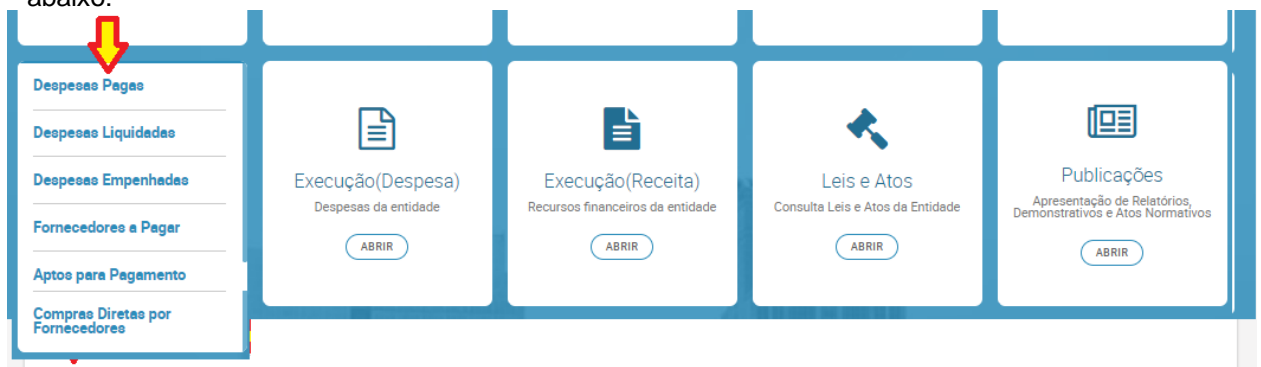 abaixo.
Despesas Pagas
Despesas Liquidadas
Despesas Empenhadas
Fornecedores a Pagar
Aptos para Pagamento
Compras Diretas por
Fornecedores
Execução(Despesa)
Despesas da entidade
ABRIR
Execução(Receita)
Recursos financeiros da entidade
ABRIR
Leis e Atos
Consulta Leis e Atos da Entidade
ABRIR
Publicações
Apresentação de Relatórios,
Demonstrativos e Atos Normativos
ABRIR